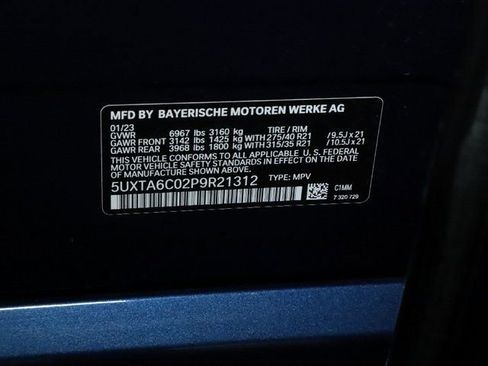 MFD BY BAYERISCHE MOTOREN WERKE AG
01/23 TIRE / RIM
GVWR 6967 lbs 3160 kg
GAWR FRONT 3142 lbs 1425 kg WITH 275/40 R21 / 9.5J x 21
GAWR REAR 3968 lbs 1800 kg WITH 315/35 R21 / 10.5J x 21
THIS VEHICLE CONFORMS TO ALL APPLICABLE U. S. FEDERAL
MOTOR VEHICLE SAFETY STANDARDS IN EFFECT ON THE
DATE OF MANUFACTURE SHOWN ABOVE.
5UXTA6C02P9R21312 TYPE: MPV
C1MM
7 320 729